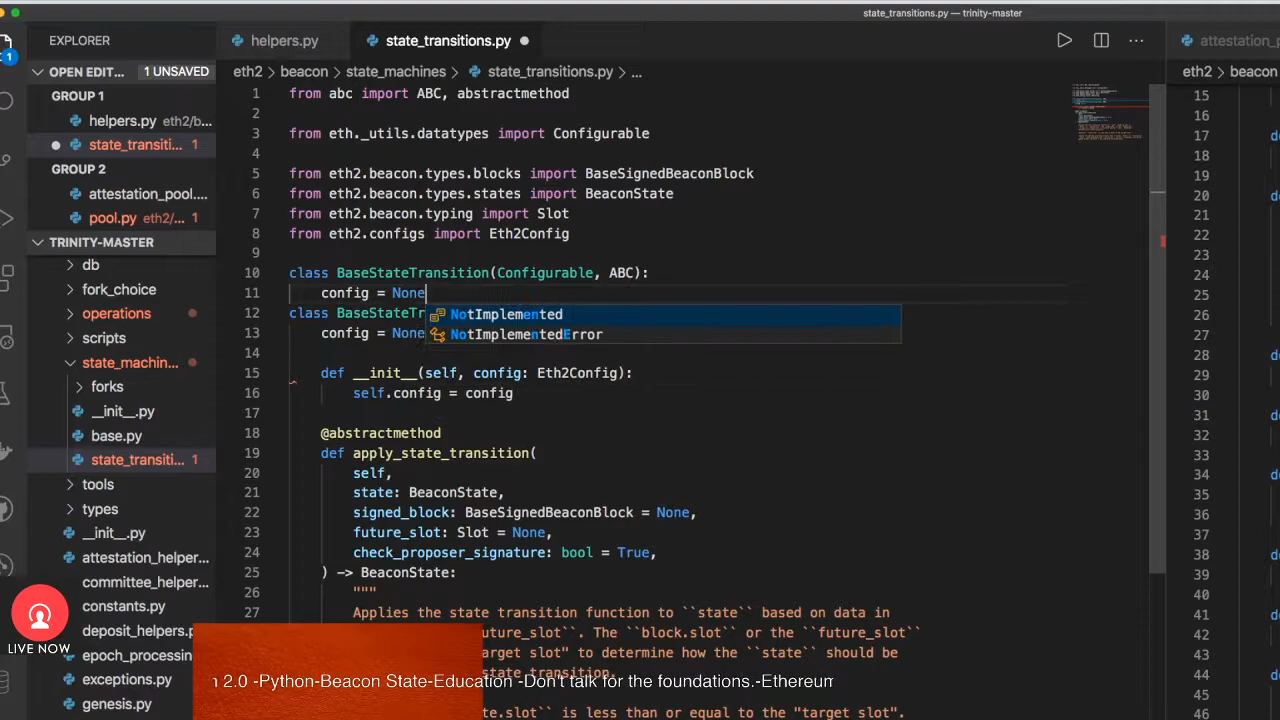 state_transitions.py — trinity-master
EXPLORER
helpers.py
state_transitions.py
attestation_p
1
OPEN EDIT... 1 UNSAVED
eth2 > beacon > state_machines > state_transitions.py > ...
eth2 > beacon
GROUP 1
helpers.py eth2/b...
state_transiti... 1
GROUP 2
attestation_pool....
pool.py eth2/... 1
TRINITY-MASTER
db
fork_choice
operations
scripts
state_machin...
forks
__init__.py
base.py
state_transiti... 1
tools
types
__init__.py
attestation_helper...
committee_helper...
constants.py
deposit_helpers.p
epoch_processin
exceptions.py
genesis.py
1 from abc import ABC, abstractmethod
2
3 from eth._utils.datatypes import Configurable
4
5 from eth2.beacon.types.blocks import BaseSignedBeaconBlock
6 from eth2.beacon.types.states import BeaconState
7 from eth2.beacon.typing import Slot
8 from eth2.configs import Eth2Config
9
10 class BaseStateTransition(Configurable, ABC):
11 config = None
12 class BaseStateTr
NotImplemented
13 config = None
NotImplementedError
14
15 def __init__(self, config: Eth2Config):
16 self.config = config
17
18 @abstractmethod
19 def apply_state_transition(
20 self,
21 state: BeaconState,
22 signed_block: BaseSignedBeaconBlock = None,
23 future_slot: Slot = None,
24 check_proposer_signature: bool = True,
25 ) -> BeaconState:
26 """
27 Applies the state transition function to ``state`` based on data in
uture_slot``. The ``block.slot`` or the ``future_slot``
arget slot" to determine how the ``state`` should be
state transition.
te.slot`` is less than or equal to the "target slot".
15
16
17 de
18
19
20 de
21
22
23
24
25
26
27
28 de
29
30
31 de
32
33
34 de
35
36
37
38 de
39
40
41 de
42
43
44 de
45
LIVE NOW
2.0 -Python-Beacon State-Education -Don't talk for the foundations.-Ethereum